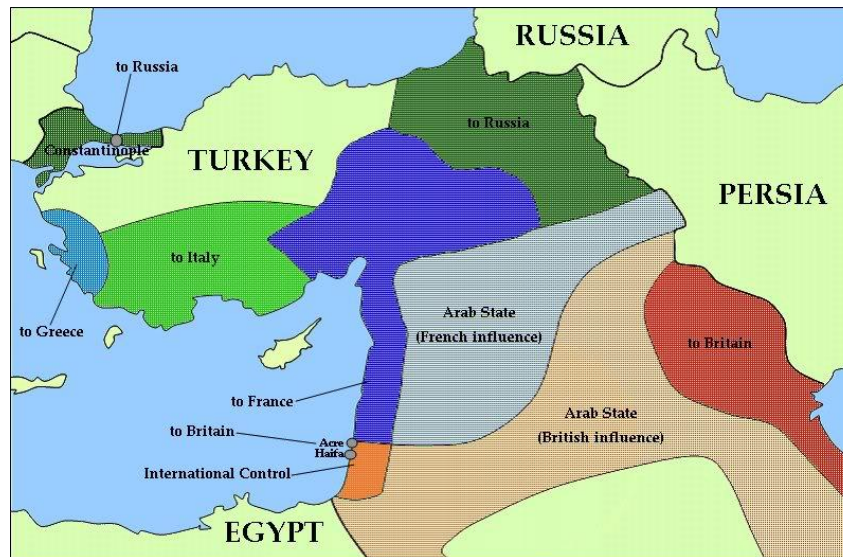 RUSSIA
to Russia
to Russia
Constantinople
TURKEY
PERSIA
to Italy
to Greece
Arab State
(French influence)
to Britain
to France
Arab State
(British influence)
to Britain
Acre
Haifa
International Control
EGYPT